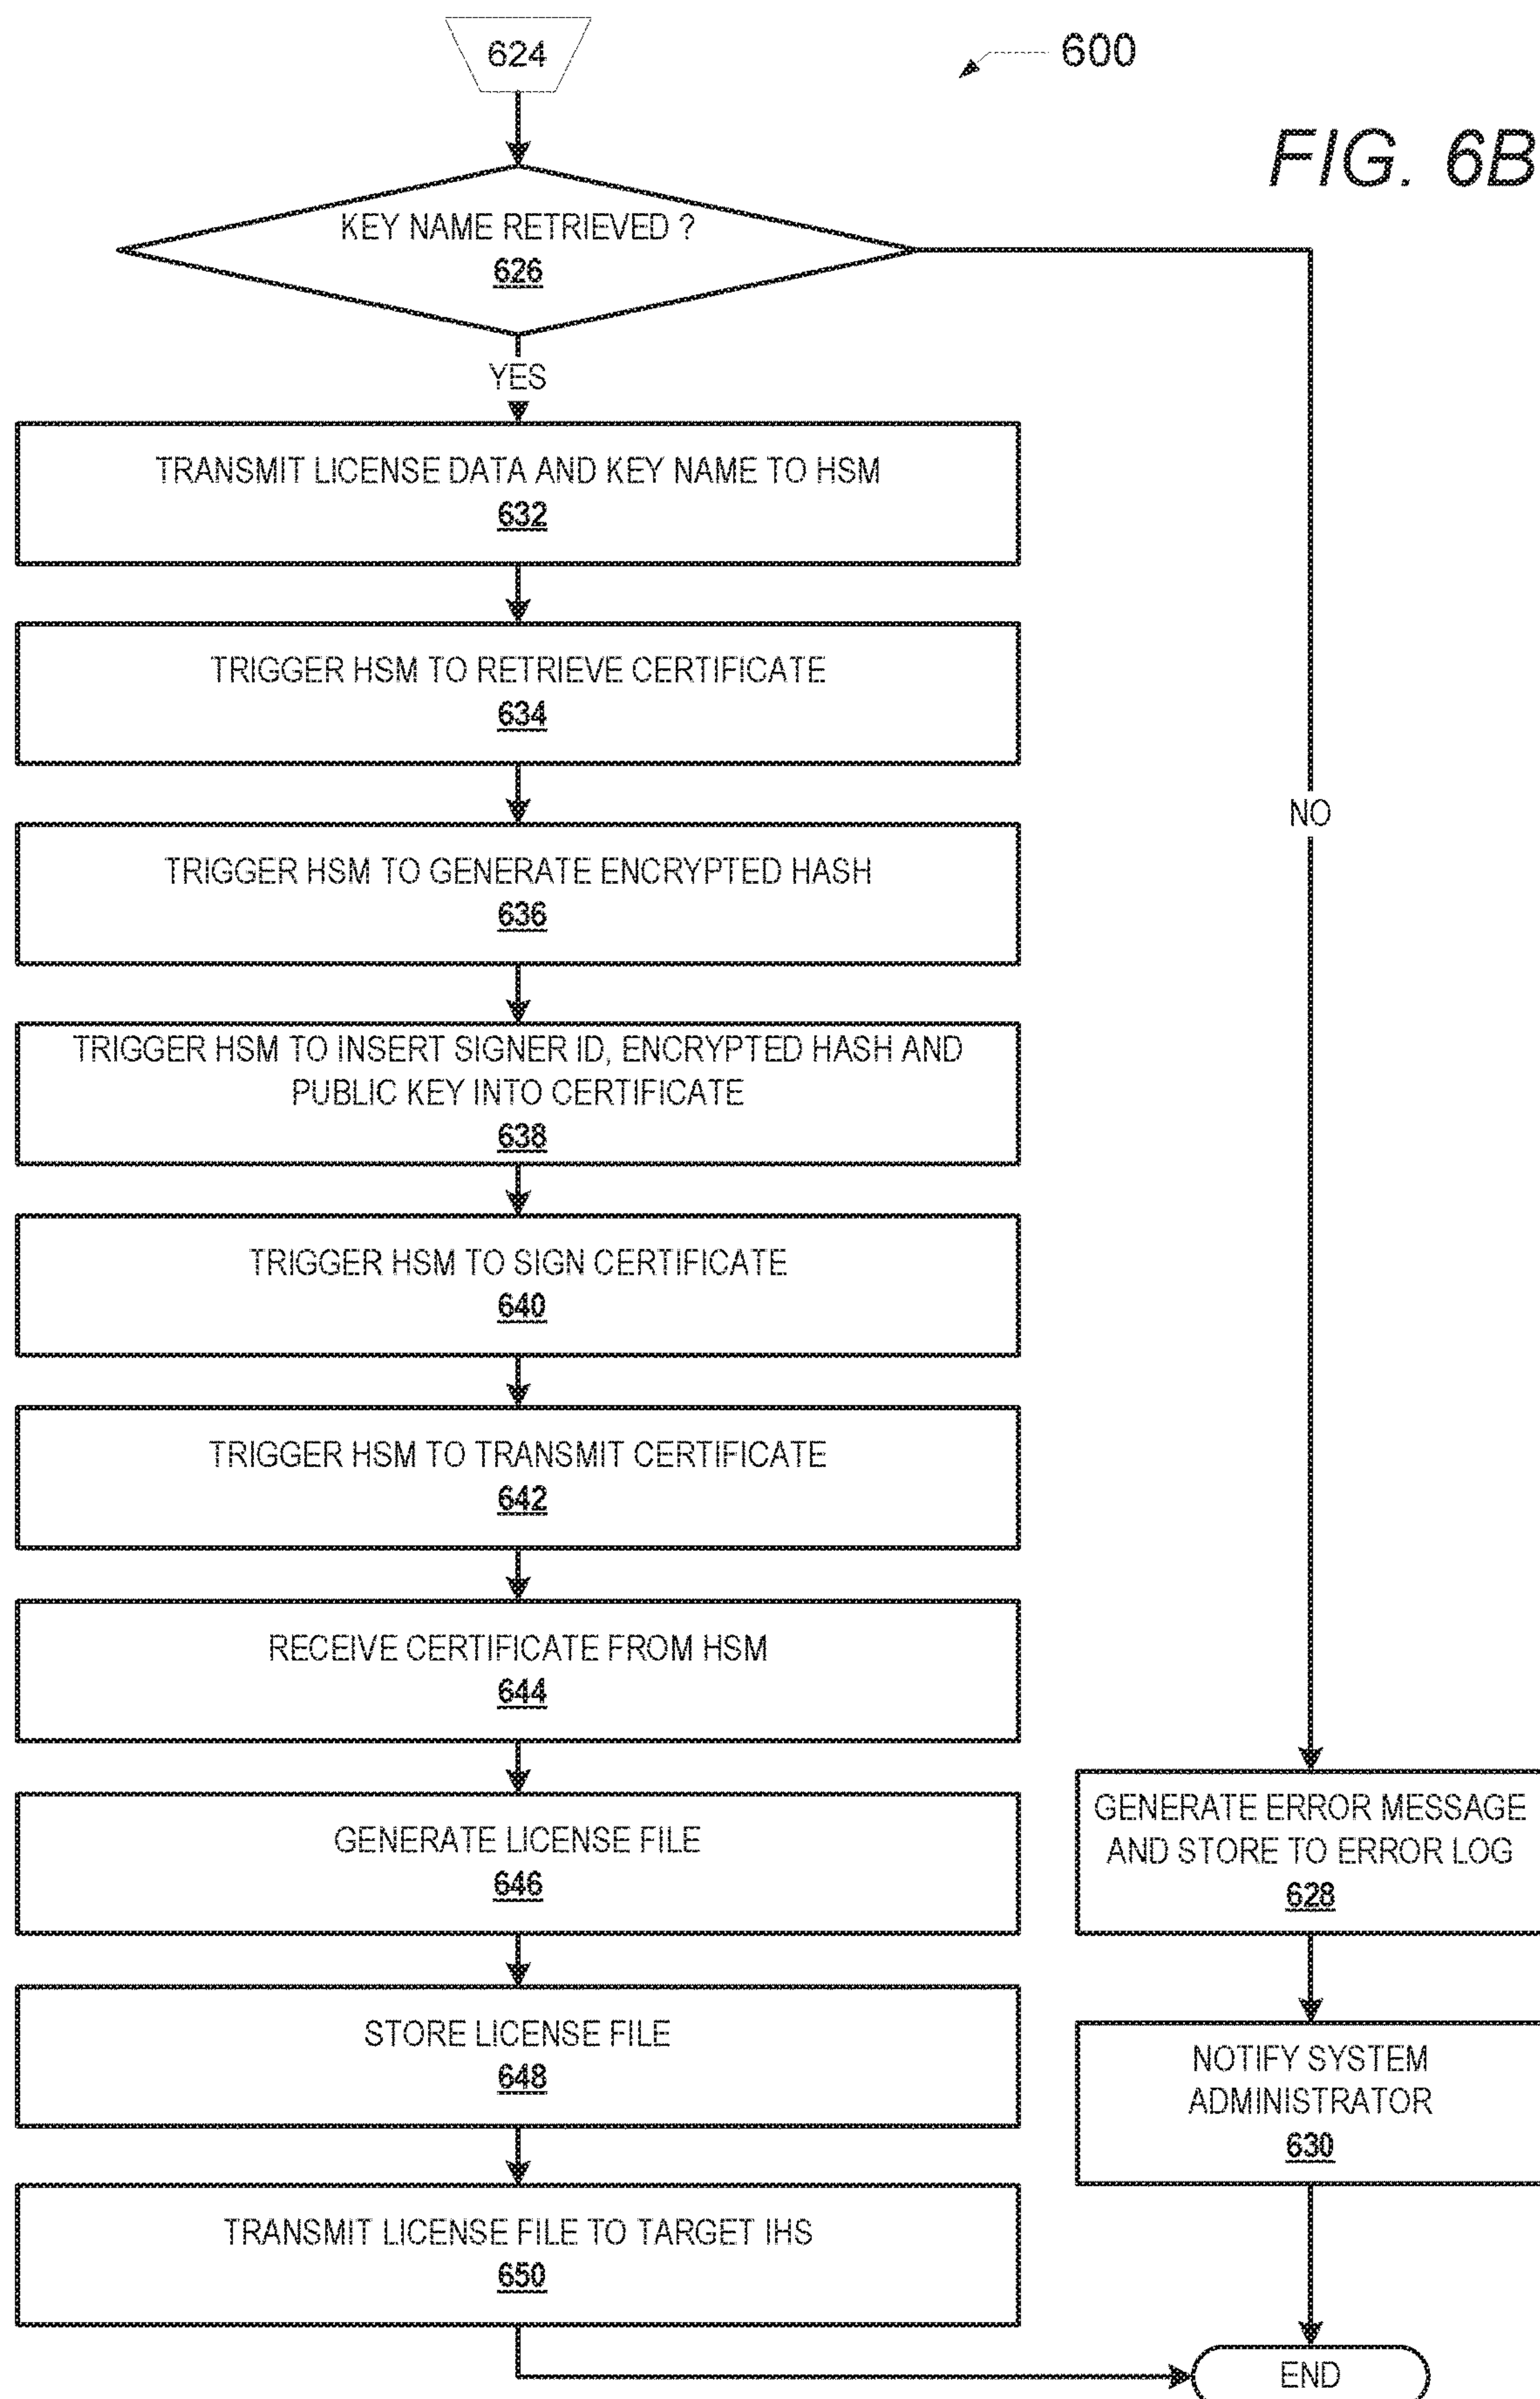 624
600
FIG. 6B
KEY NAME RETRIEVED ?
626
YES
TRANSMIT LICENSE DATA AND KEY NAME TO HSM
632
TRIGGER HSM TO RETRIEVE CERTIFICATE
634
TRIGGER HSM TO GENERATE ENCRYPTED HASH
636
NO
TRIGGER HSM TO INSERT SIGNER ID, ENCRYPTED HASH AND
PUBLIC KEY INTO CERTIFICATE
638
TRIGGER HSM TO SIGN CERTIFICATE
640
TRIGGER HSM TO TRANSMIT CERTIFICATE
642
RECEIVE CERTIFICATE FROM HSM
644
GENERATE LICENSE FILE
646
STORE LICENSE FILE
648
TRANSMIT LICENSE FILE TO TARGET IHS
650
GENERATE ERROR MESSAGE
AND STORE TO ERROR LOG
628
NOTIFY SYSTEM
ADMINISTRATOR
630
END